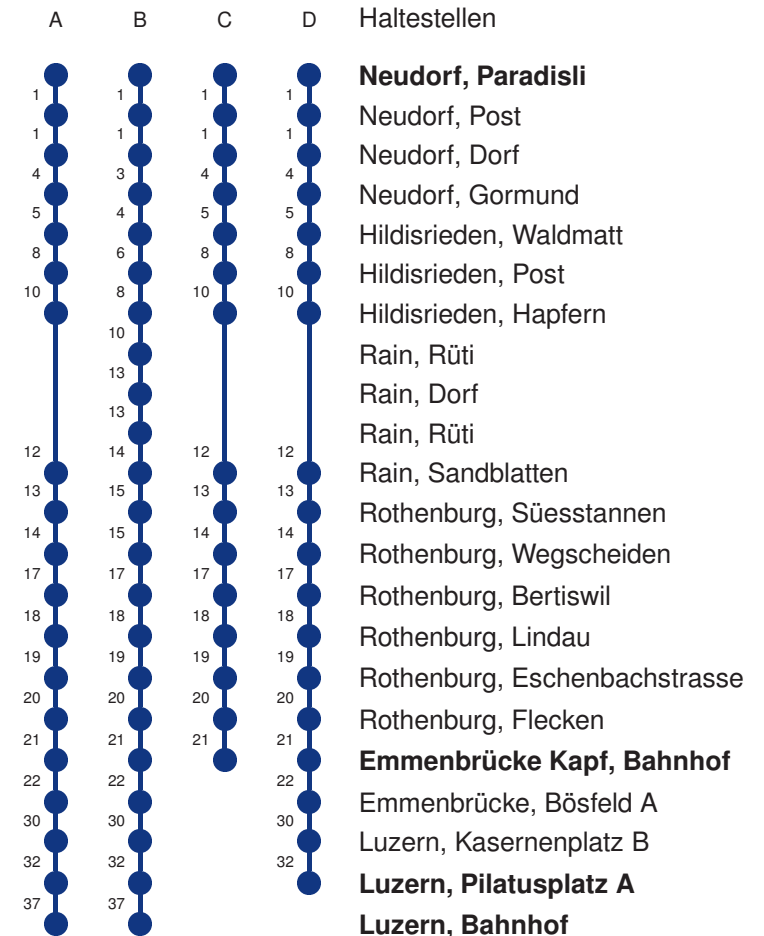 A B C D Haltestellen
Neudorf, Paradisli
1 1 1 1
Neudorf, Post
1 1 1 1
Neudorf, Dorf
4 3 4 4
Neudorf, Gormund
5 4 5 5
Hildisrieden, Waldmatt
8 6 8 8
Hildisrieden, Post
10 8 10 10
Hildisrieden, Hapfern
10
Rain, Rüti
13
Rain, Dorf
13
Rain, Rüti
12 14 12 12
Rain, Sandblatten
13 15 13 13
Rothenburg, Süesstannen
14 15 14 14
Rothenburg, Wegscheiden
17 17 17 17
Rothenburg, Bertiswil
18 18 18 18
Rothenburg, Lindau
19 19 19 19
Rothenburg, Eschenbachstrasse
20 20 20 20
Rothenburg, Flecken
21 21 21 21
Emmenbrücke Kapf, Bahnhof
22 22 22
Emmenbrücke, Bösfeld A
30 30 30
Luzern, Kasernenplatz B
32 32 32
Luzern, Pilatusplatz A
37 37
Luzern, Bahnhof